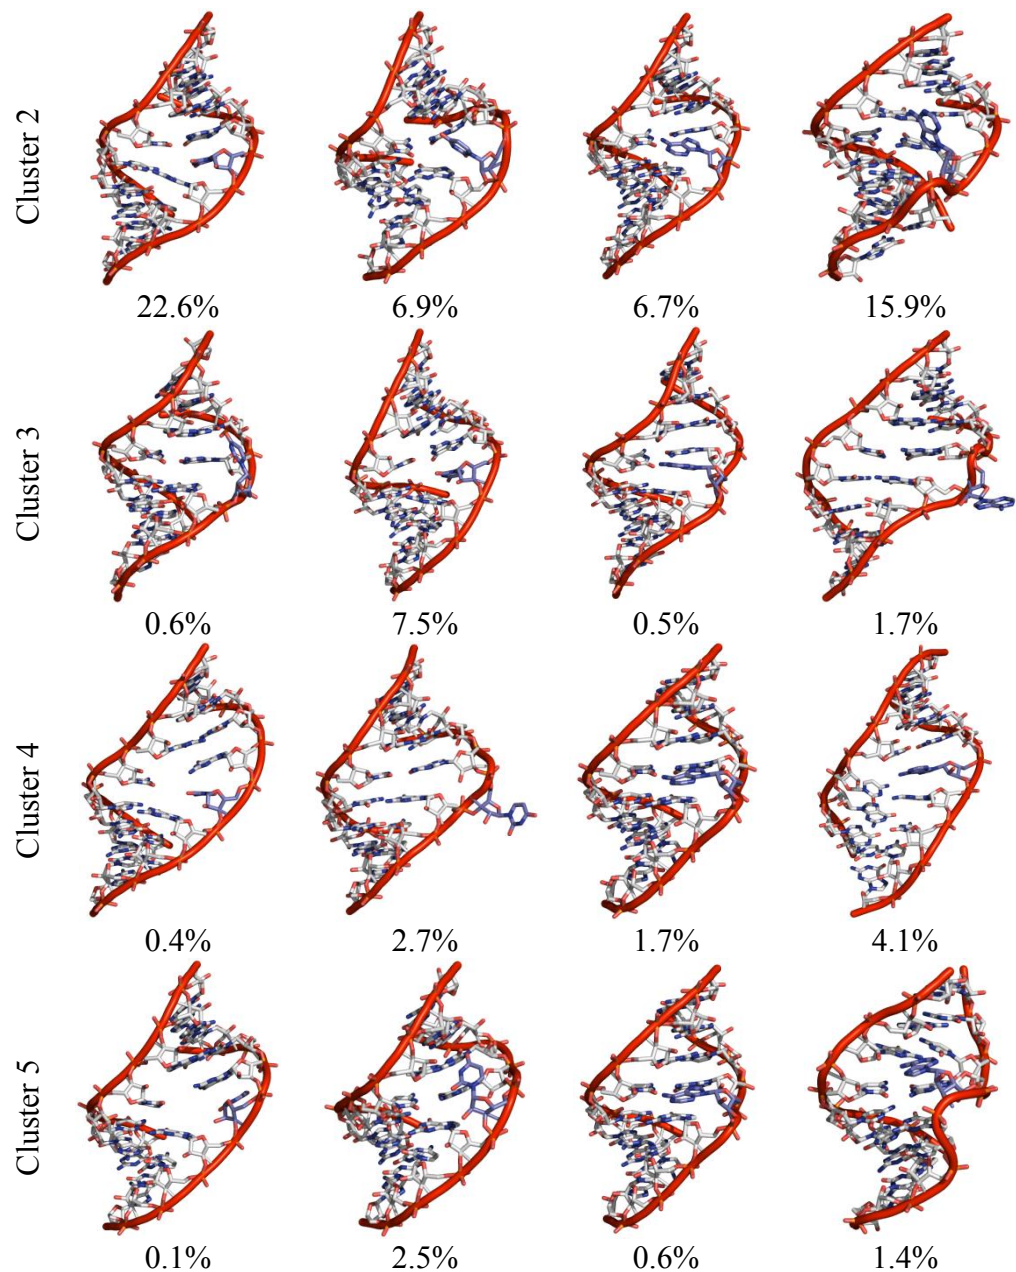 Cluster 2
22.6% 6.9% 6.7% 15.9%
Cluster 3
0.6% 7.5% 0.5% 1.7%
Cluster 4
0.4% 2.7% 1.7% 4.1%
Cluster 5
0.1% 2.5% 0.6% 1.4%